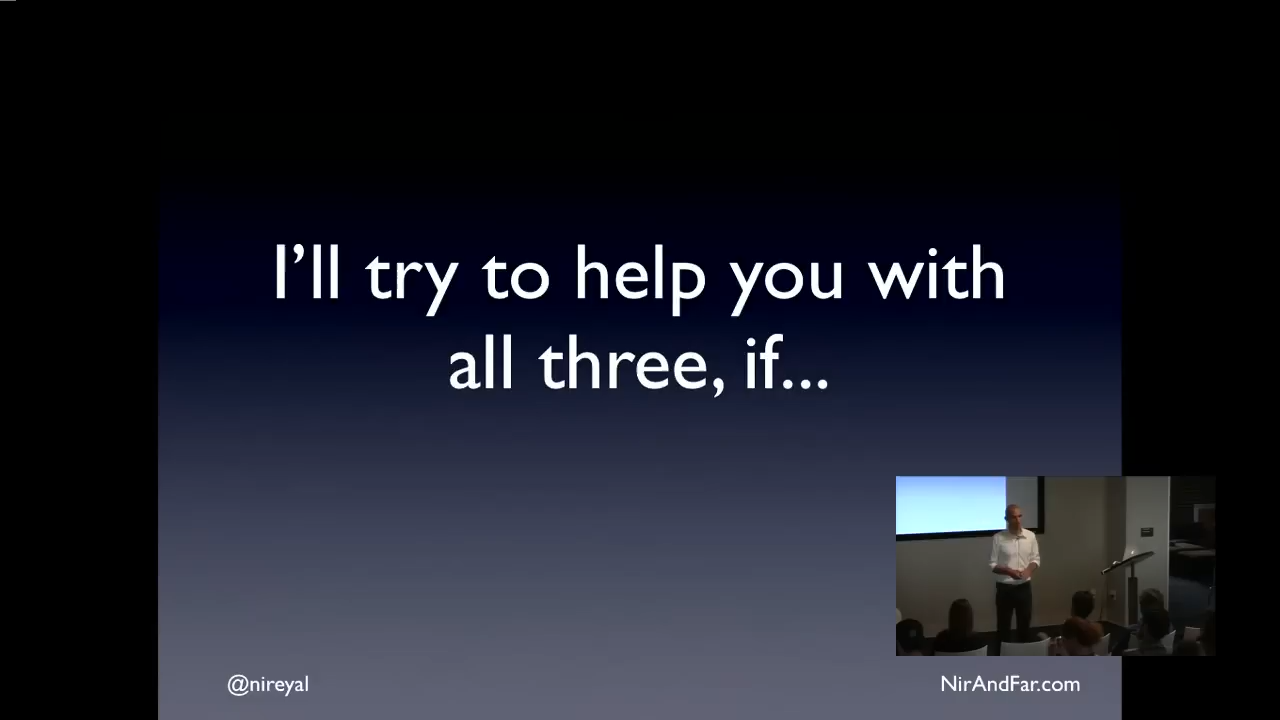 I’ll try to help you with
all three, if...
@nireyal
NirAndFar.com